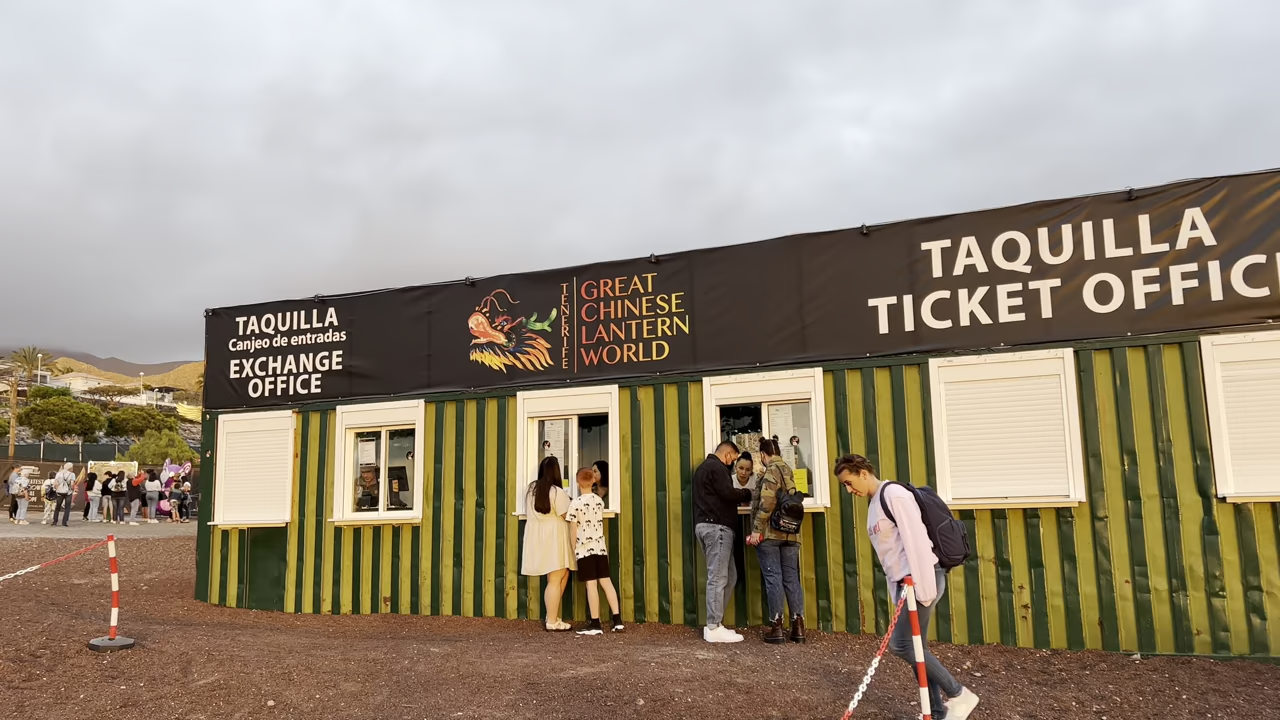 TAQUILLA
Canjeo de entradas
EXCHANGE
OFFICE
TENERIFE
GREAT
CHINESE
LANTERN
WORLD
TAQUILLA
TICKET OFFIC